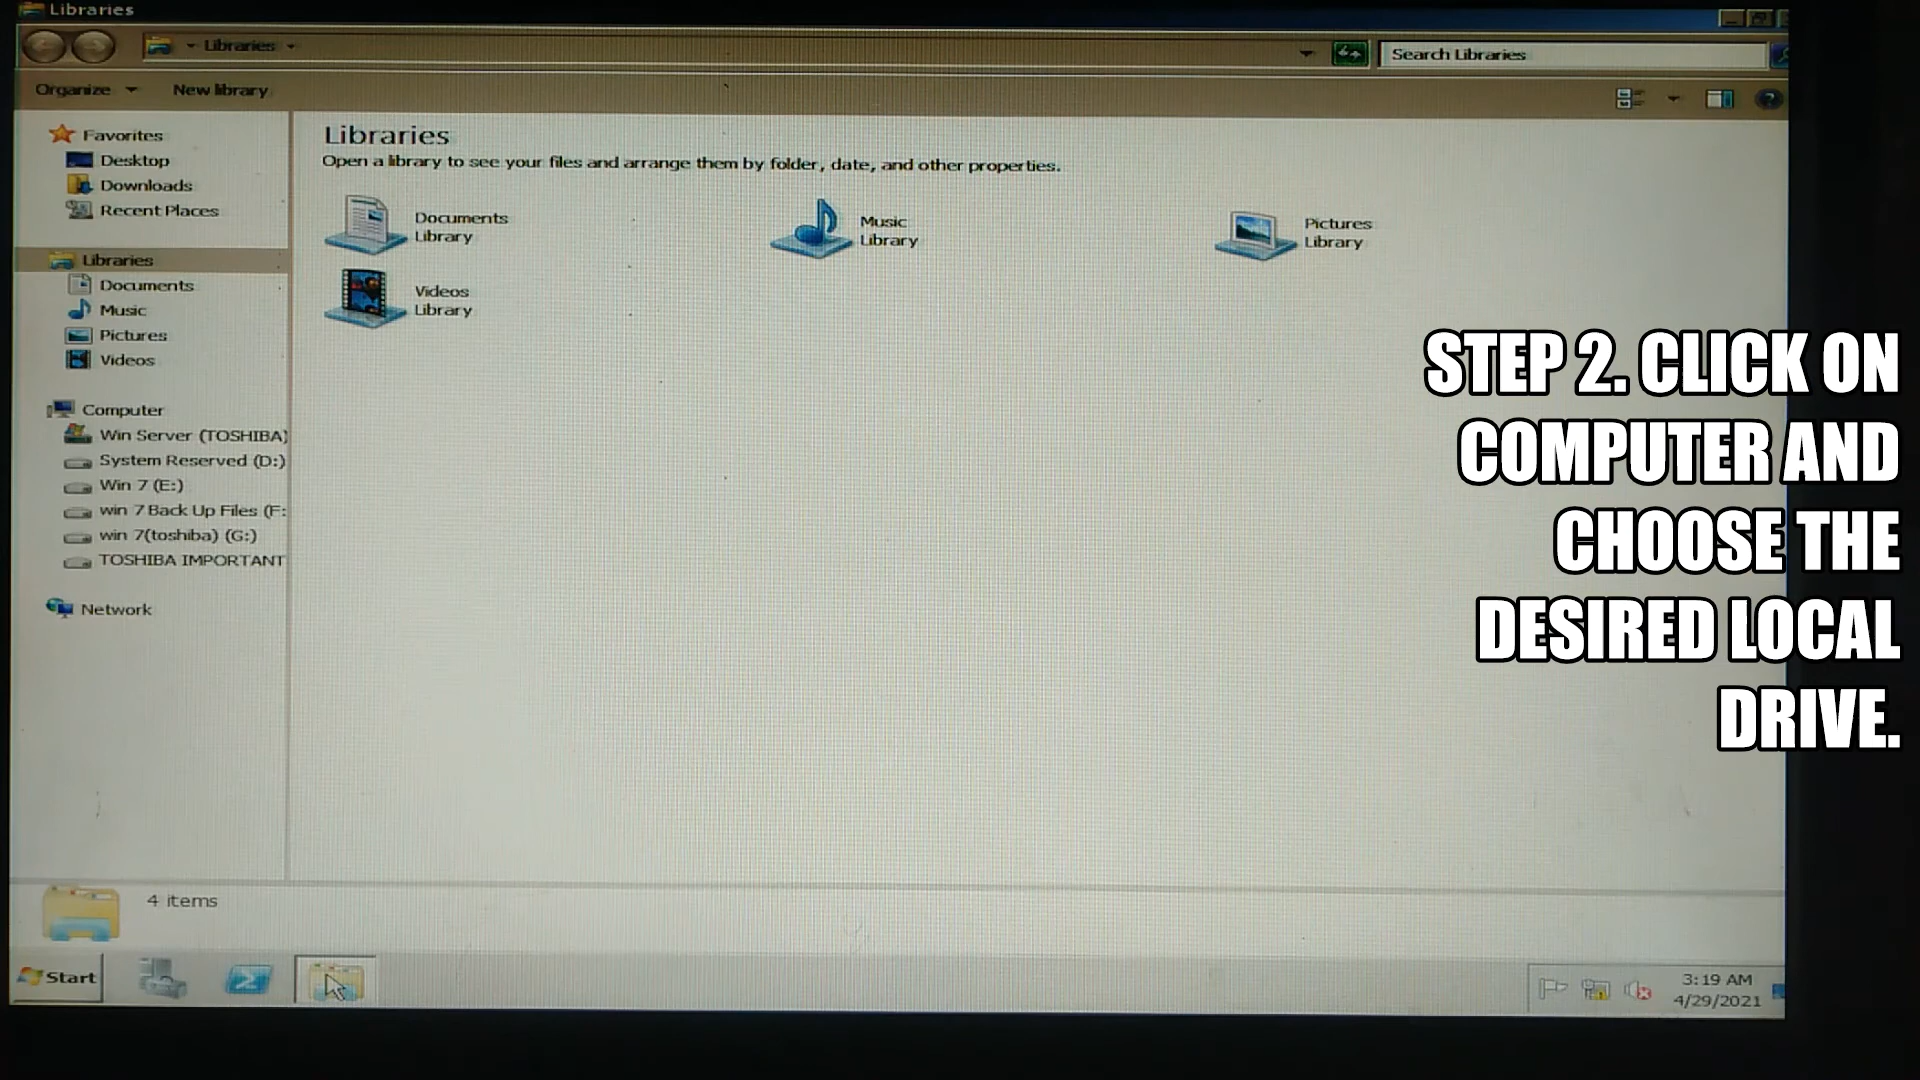 Libraries
Libraries
Search Libraries
Organize
New library
Favorites
Desktop
Downloads
Recent Places
Libraries
Documents
Music
Pictures
Videos
Computer
Win Server (TOSHIBA)
System Reserved (D:)
Win 7 (E:)
win 7 Back Up Files (F:
win 7(toshiba) (G:)
TOSHIBA IMPORTANT
Network
Libraries
Open a library to see your files and arrange them by folder, date, and other properties.
Documents
Library
Music
Library
Pictures
Library
Videos
Library
STEP 2. CLICK ON
COMPUTER AND
CHOOSE THE
DESIRED LOCAL
DRIVE.
4 items
Start
3:19 AM
4/29/2021